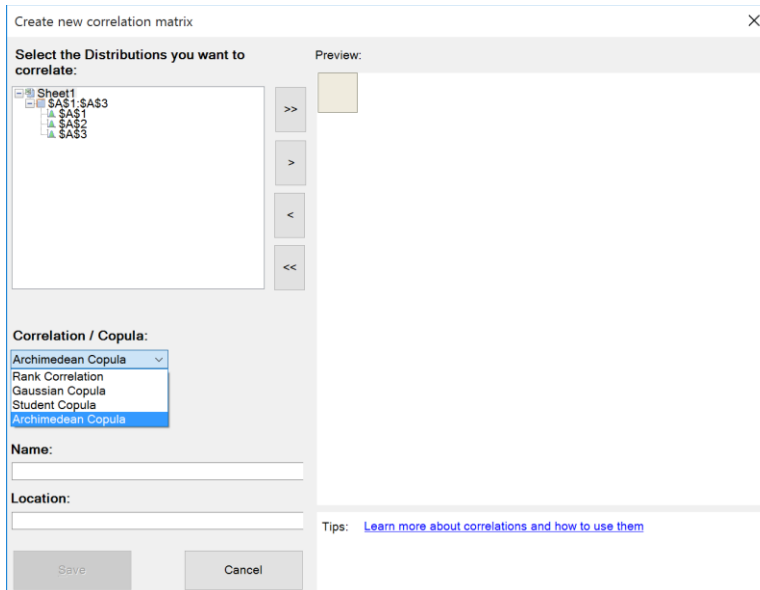 Create new correlation matrix
Select the Distributions you want to
correlate:
Sheet1
$A$1:$A$3
$A$1
$A$2
$A$3
>>
>
<
<<
Correlation / Copula:
Archimedean Copula
Rank Correlation
Gaussian Copula
Student Copula
Archimedean Copula
Name:
Location:
Save
Cancel
Preview:
Tips: Learn more about correlations and how to use them